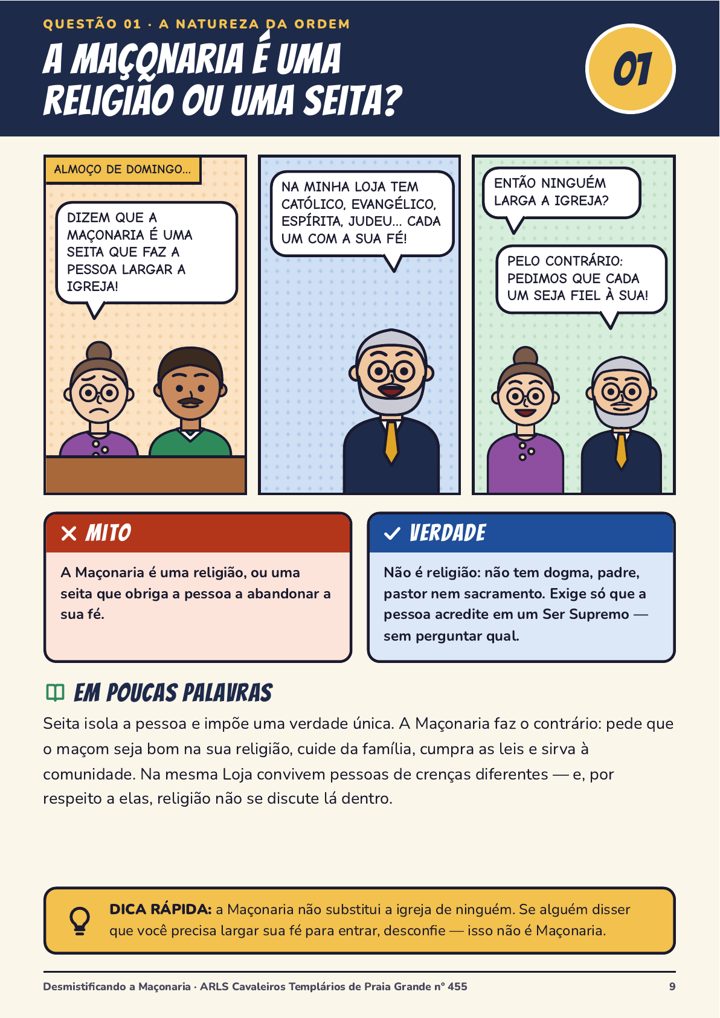 QUESTÃO 01 · A NATUREZA DA ORDEM
A MAÇONARIA É UMA
RELIGIÃO OU UMA SEITA?
01
ALMOÇO DE DOMINGO...
DIZEM QUE A
MAÇONARIA É UMA
SEITA QUE FAZ A
PESSOA LARGAR A
IGREJA!
NA MINHA LOJA TEM
CATÓLICO, EVANGÉLICO,
ESPÍRITA, JUDEU... CADA
UM COM A SUA FÉ!
ENTÃO NINGUÉM
LARGA A IGREJA?
PELO CONTRÁRIO:
PEDIMOS QUE CADA
UM SEJA FIEL À SUA!
MITO
A Maçonaria é uma religião, ou uma
seita que obriga a pessoa a abandonar a
sua fé.
VERDADE
Não é religião: não tem dogma, padre,
pastor nem sacramento. Exige só que a
pessoa acredite em um Ser Supremo —
sem perguntar qual.
EM POUCAS PALAVRAS
Seita isola a pessoa e impõe uma verdade única. A Maçonaria faz o contrário: pede que
o maçom seja bom na sua religião, cuide da família, cumpra as leis e sirva à
comunidade. Na mesma Loja convivem pessoas de crenças diferentes — e, por
respeito a elas, religião não se discute lá dentro.
DICA RÁPIDA: a Maçonaria não substitui a igreja de ninguém. Se alguém disser
que você precisa largar sua fé para entrar, desconfie — isso não é Maçonaria.
Desmistificando a Maçonaria · ARLS Cavaleiros Templários de Praia Grande nº 455
9